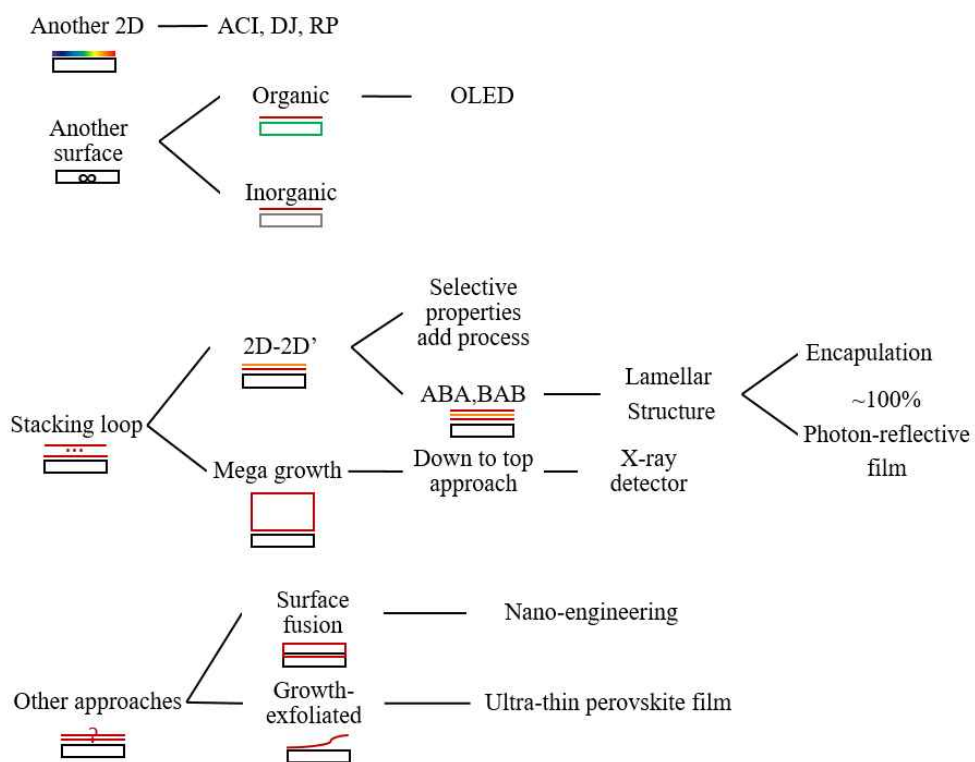 Another 2D
ACI, DJ, RP
Organic
OLED
Another
surface
∞
Inorganic
Selective
properties
add process
2D-2D’
Encapulation
Lamellar
Structure
ABA,BAB
~100%
Photon-reflective
film
Stacking loop
...
Mega growth
Down to top
approach
X-ray
detector
Surface
fusion
Nano-engineering
Other approaches
?
Growth-
exfoliated
Ultra-thin perovskite film